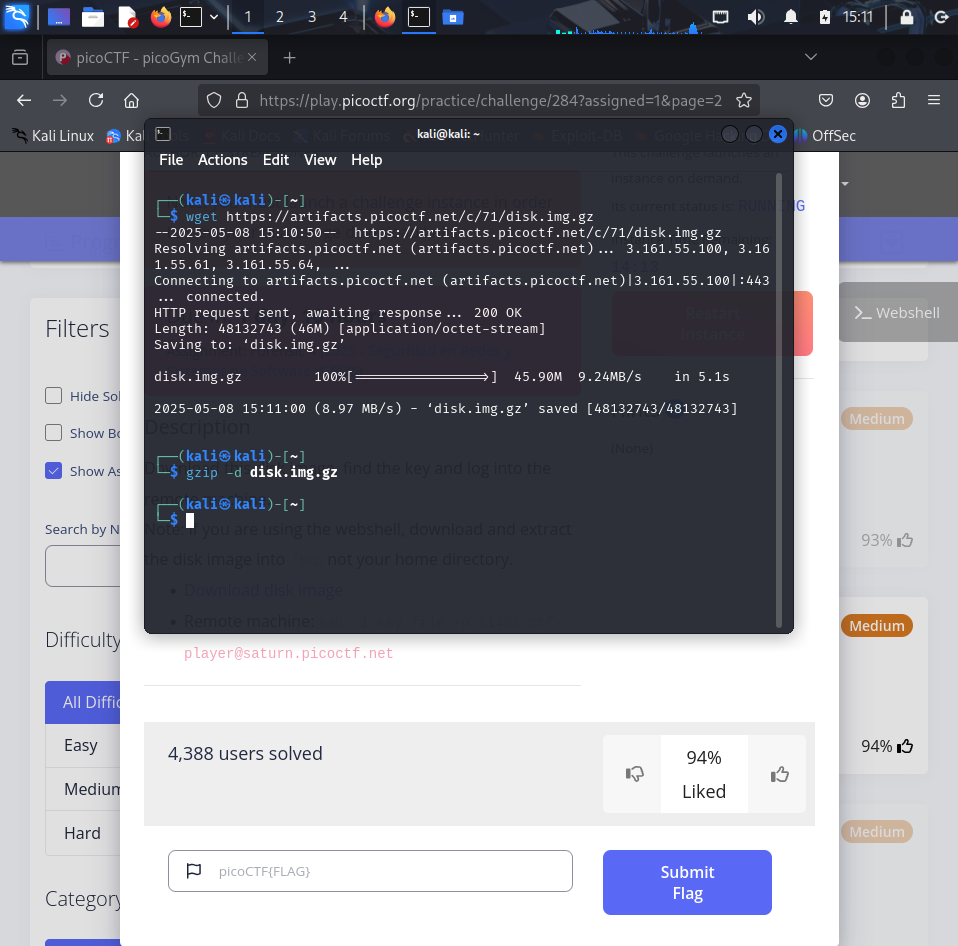 1 2 3 4
15:11
picoCTF - picoGym Challe
https://play.picoctf.org/practice/challenge/284?assigned=1&page=2
Kali Linux
Kali Docs
Kali Forums
Exploit-DB
OffSec
kali@kali: ~
File Actions Edit View Help
┌──(kali㉿kali)-[~]
└─$ wget https://artifacts.picoctf.net/c/71/disk.img.gz
--2025-05-08 15:10:50-- https://artifacts.picoctf.net/c/71/disk.img.gz
Resolving artifacts.picoctf.net (artifacts.picoctf.net)... 3.161.55.100, 3.16
1.55.61, 3.161.55.64, ...
Connecting to artifacts.picoctf.net (artifacts.picoctf.net)|3.161.55.100|:443
... connected.
HTTP request sent, awaiting response... 200 OK
Length: 48132743 (46M) [application/octet-stream]
Saving to: ‘disk.img.gz’
disk.img.gz 100%[=================>] 45.90M 9.24MB/s in 5.1s
2025-05-08 15:11:00 (8.97 MB/s) - ‘disk.img.gz’ saved [48132743/48132743]
┌──(kali㉿kali)-[~]
└─$ gzip -d disk.img.gz
┌──(kali㉿kali)-[~]
└─$
instance on demand.
Its current status is: RUNNING
Restart
Instance
(None)
Description
find the key and log into the
Note: if you are using the webshell, download and extract
the disk image into not your home directory.
Download disk image
Remote machine:
player@saturn.picoctf.net
4,388 users solved
94%
Liked
picoCTF{FLAG}
Submit
Flag
Filters
Hide Sol
Show Bo
Show As
Search by N
Difficulty
All Diffic
Easy
Medium
Hard
Category
Webshell
Medium
93%
Medium
94%
Medium